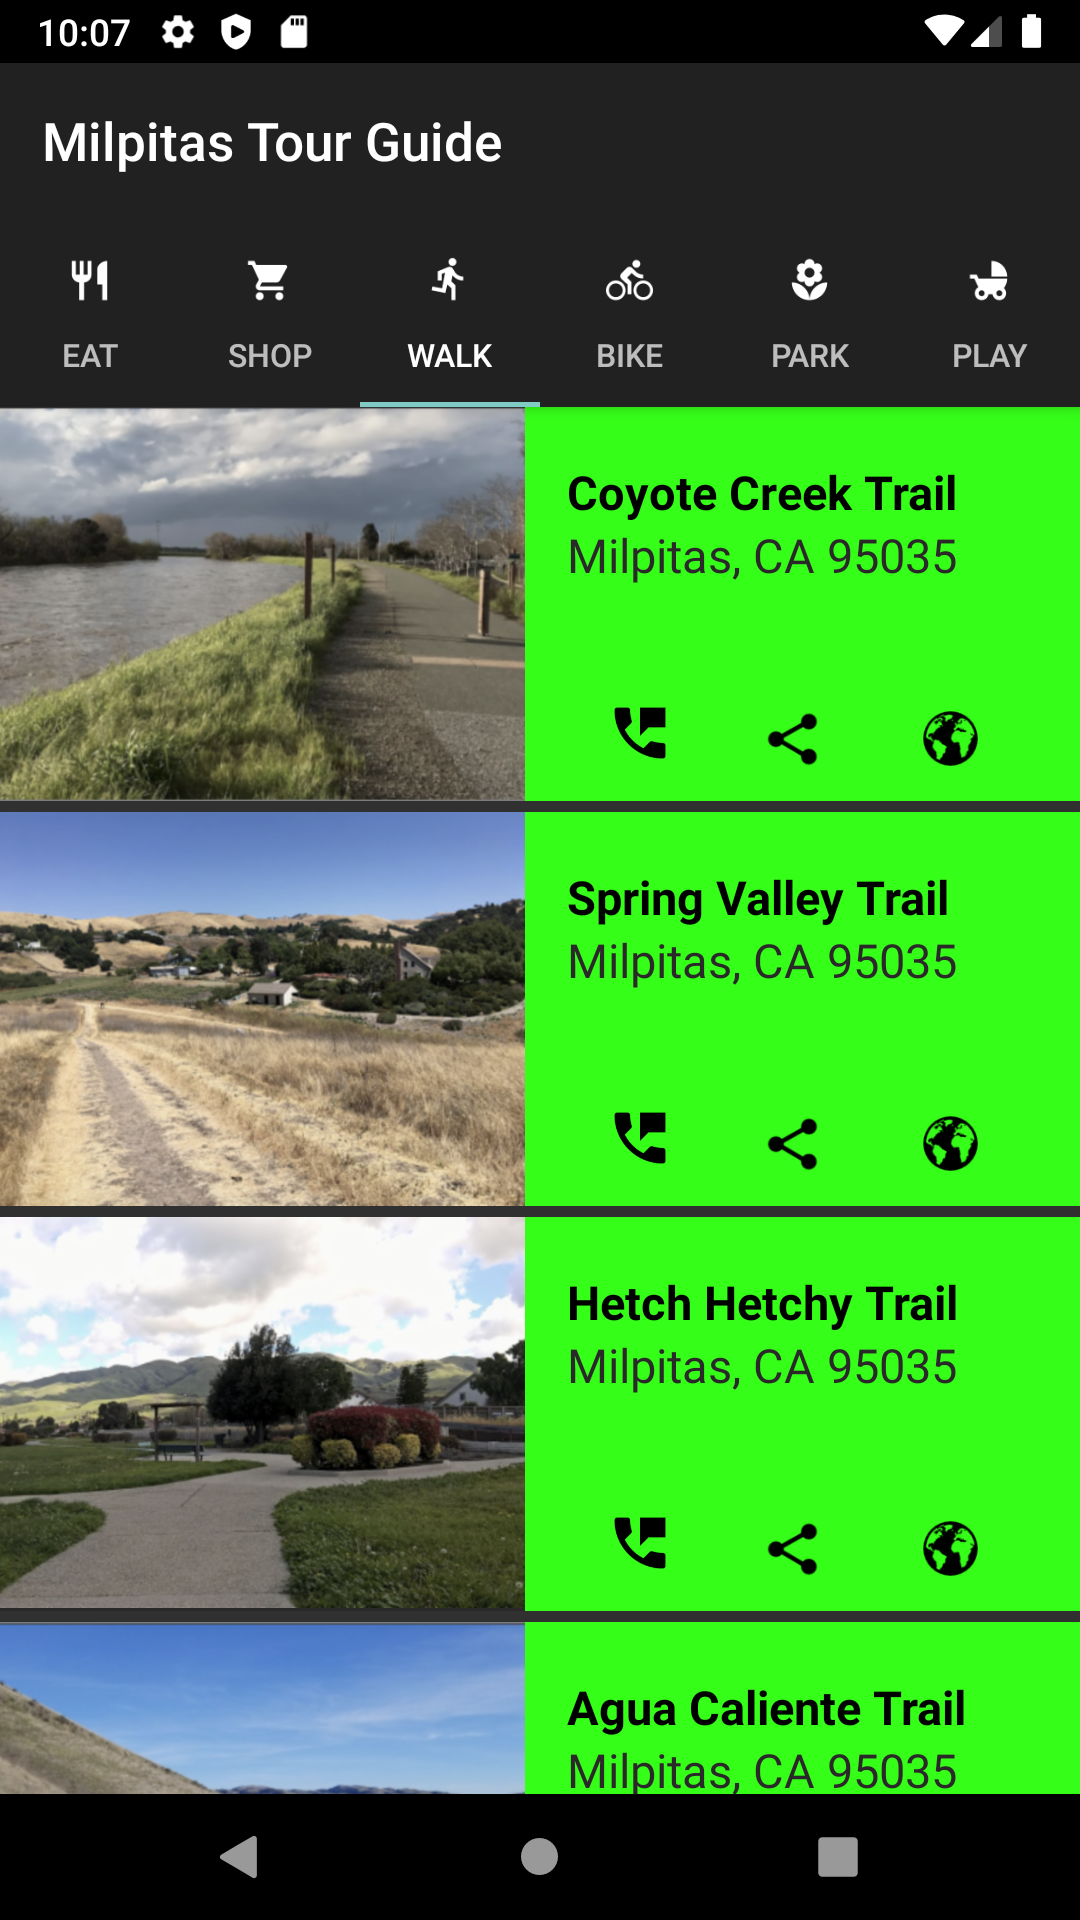 10:07
Milpitas Tour Guide
EAT
SHOP
WALK
BIKE
PARK
PLAY
Coyote Creek Trail
Milpitas, CA 95035
Spring Valley Trail
Milpitas, CA 95035
Hetch Hetchy Trail
Milpitas, CA 95035
Agua Caliente Trail
Milpitas, CA 95035